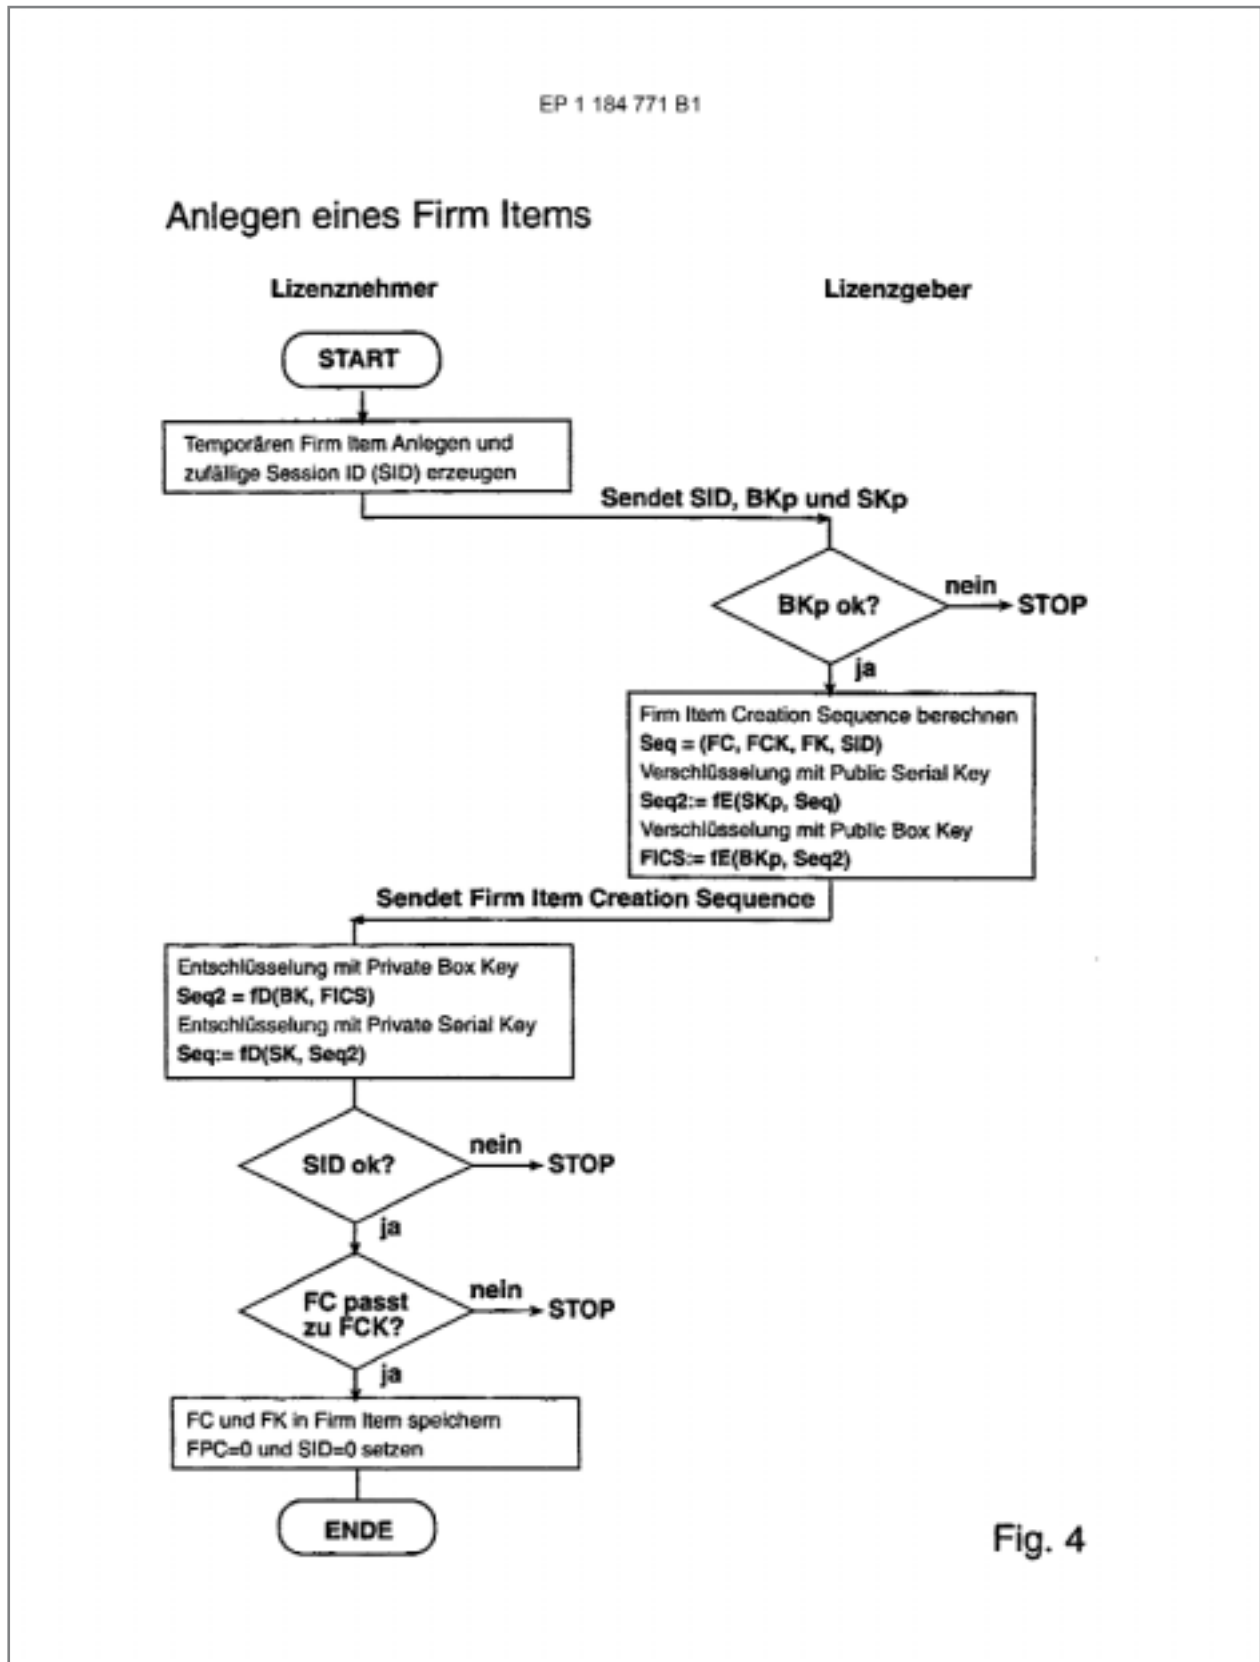 EP 1 184 771 B1
Anlegen eines Firm Items
Lizenznehmer
Lizenzgeber
START
Temporären Firm Item Anlegen und
zufällige Session ID (SID) erzeugen
Sendet SID, BKp und SKp
BKp ok?
nein
STOP
ja
Firm Item Creation Sequence berechnen
Seq = (FC, FCK, FK, SID)
Verschlüsselung mit Public Serial Key
Seq2:= fE(SKp, Seq)
Verschlüsselung mit Public Box Key
FICS:= fE(BKp, Seq2)
Sendet Firm Item Creation Sequence
Entschlüsselung mit Private Box Key
Seq2 = fD(BK, FICS)
Entschlüsselung mit Private Serial Key
Seq:= fD(SK, Seq2)
SID ok?
nein
STOP
ja
FC passt
zu FCK?
nein
STOP
ja
FC und FK in Firm Item speichern
FPC=0 und SID=0 setzen
ENDE
Fig. 4